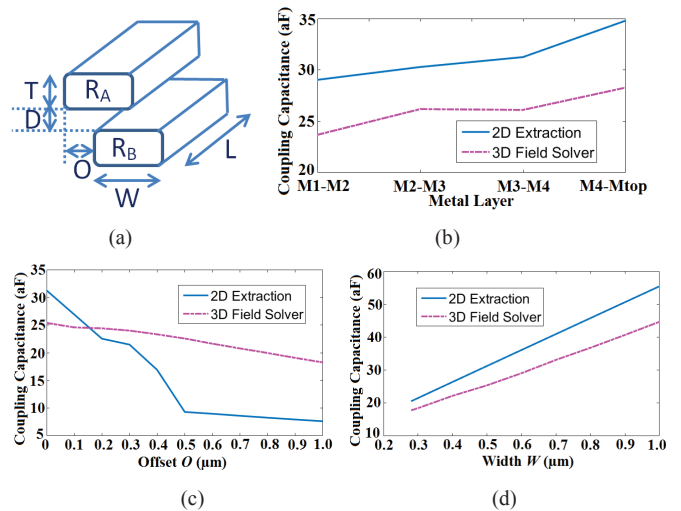 T
D
O
R_A
R_B
W
L
(a)
Coupling Capacitance (aF)
35
30
25
20
2D Extraction
3D Field Solver
M1-M2
M2-M3
M3-M4
M4-Mtop
Metal Layer
(b)
Coupling Capacitance (aF)
35
30
25
20
15
10
5
2D Extraction
3D Field Solver
0 0.1 0.2 0.3 0.4 0.5 0.6 0.7 0.8 0.9 1.0
Offset O (μm)
(c)
Coupling Capacitance (aF)
60
50
40
30
20
10
2D Extraction
3D Field Solver
0.2 0.3 0.4 0.5 0.6 0.7 0.8 0.9 1.0
Width W (μm)
(d)